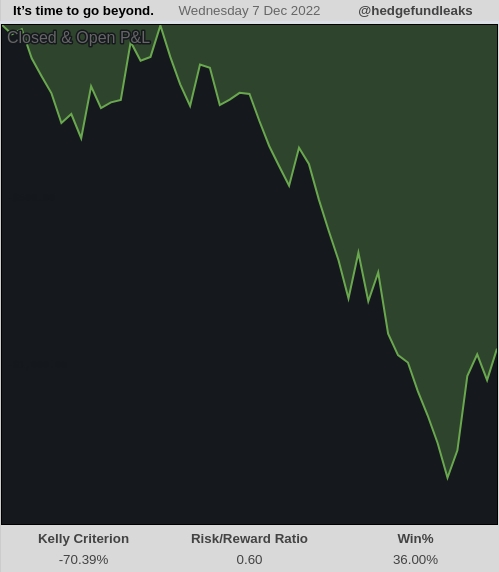 It's time to go beyond. Wednesday 7 Dec 2022 @hedgefundleaks
Closed & Open P&L
Kelly Criterion Risk/Reward Ratio Win%
-70.39% 0.60 36.00%